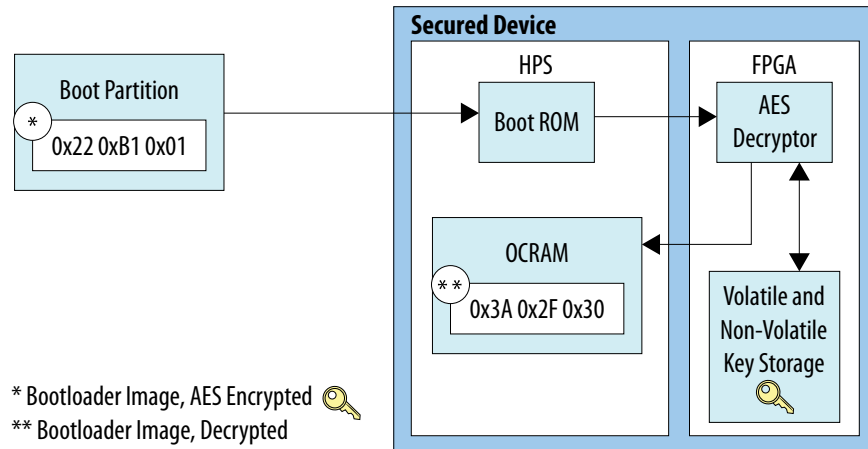 Secured Device
HPS
FPGA
Boot Partition
*
0x22 0xB1 0x01
Boot ROM
AES
Decryptor
OCRAM
**
0x3A 0x2F 0x30
Volatile and
Non-Volatile
Key Storage
* Bootloader Image, AES Encrypted
** Bootloader Image, Decrypted